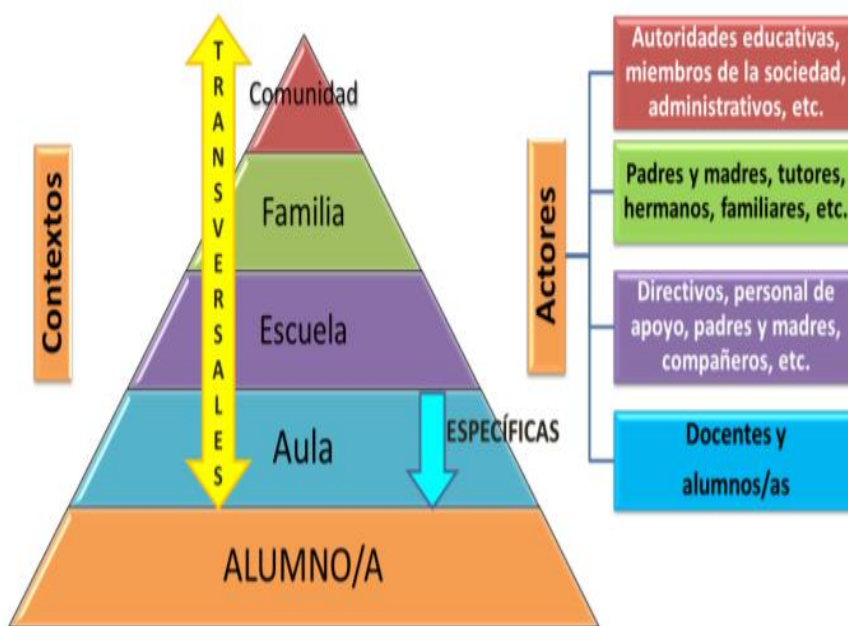 Contextos
TRANSVERSALES
Comunidad
Familia
Escuela
Aula
ESPECÍFICAS
ALUMNO/A
Actores
Autoridades educativas,
miembros de la sociedad,
administrativos, etc.
Padres y madres, tutores,
hermanos, familiares, etc.
Directivos, personal de
apoyo, padres y madres,
compañeros, etc.
Docentes y
alumnos/as